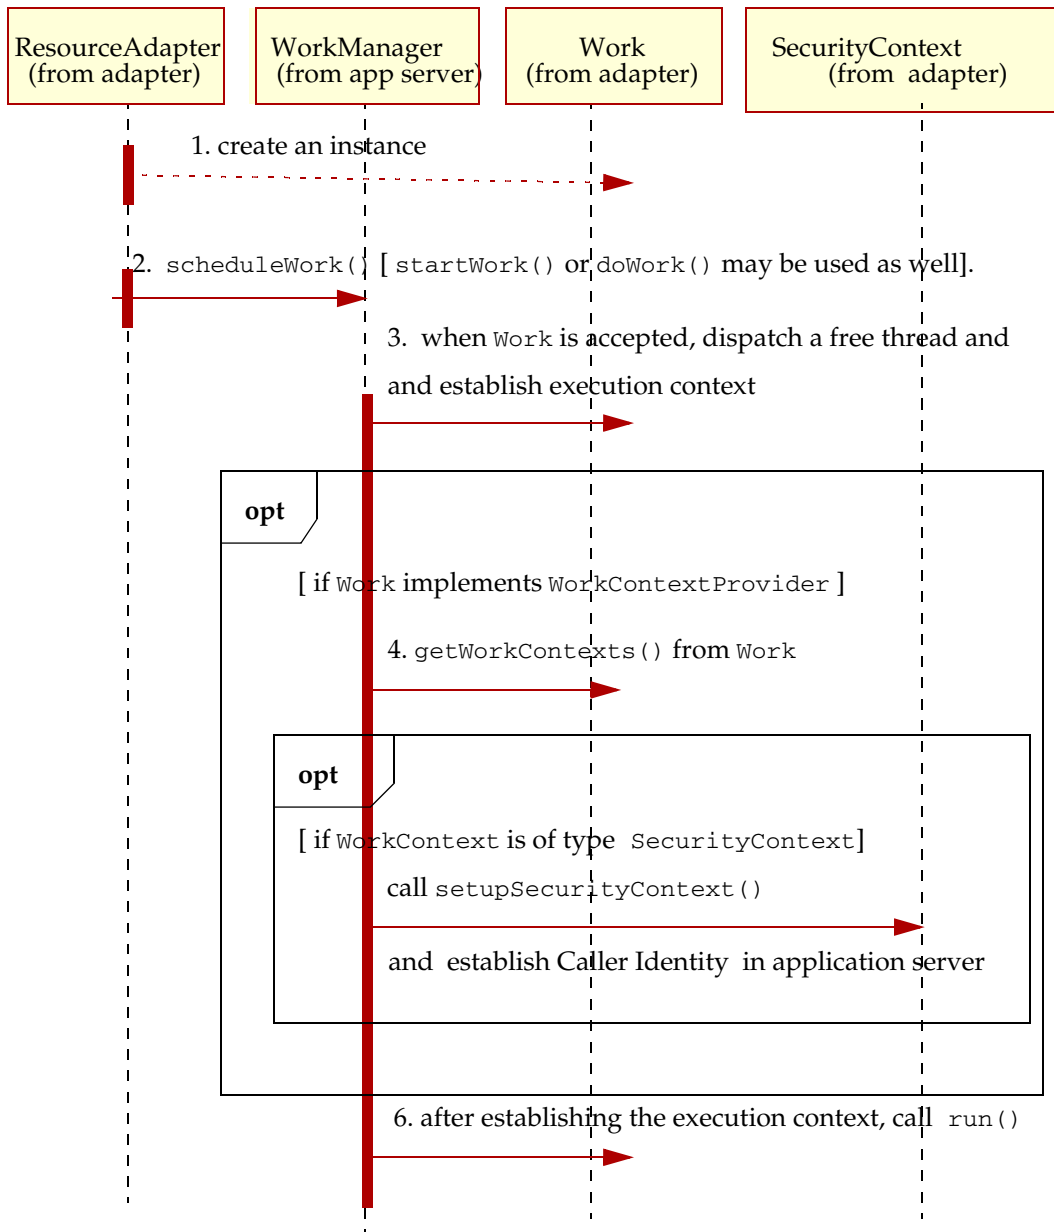 ResourceAdapter
(from adapter)
WorkManager
(from app server)
Work
(from adapter)
SecurityContext
(from adapter)
1. create an instance
2. scheduleWork() [ startWork() or doWork() may be used as well].
3. when Work is accepted, dispatch a free thread and
and establish execution context
opt
[ if Work implements WorkContextProvider ]
4. getWorkContexts() from Work
opt
[ if WorkContext is of type SecurityContext]
call setupSecurityContext()
and establish Caller Identity in application server
6. after establishing the execution context, call run()